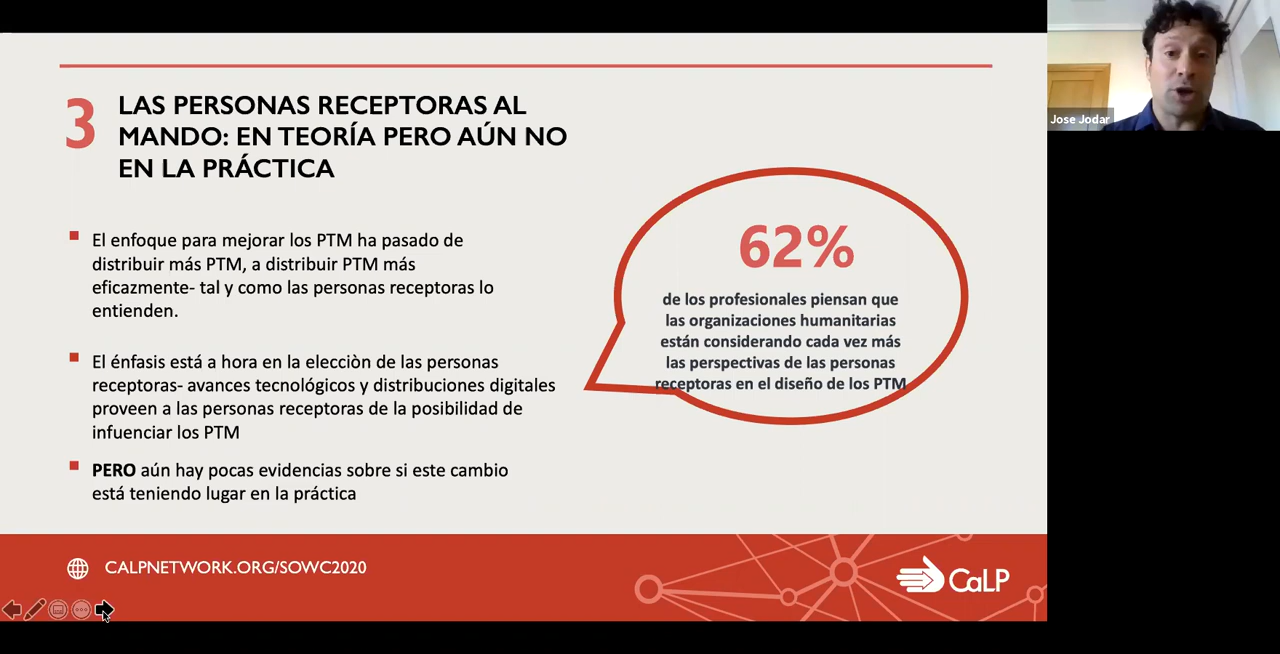 3
LAS PERSONAS RECEPTORAS AL
MANDO: EN TEORÍA PERO AÚN NO
EN LA PRÁCTICA
El enfoque para mejorar los PTM ha pasado de
distribuir más PTM, a distribuir PTM más
eficazmente- tal y como las personas receptoras lo
entienden.
El énfasis está a hora en la elecciòn de las personas
receptoras- avances tecnológicos y distribuciones digitales
proveen a las personas receptoras de la posibilidad de
infuenciar los PTM
PERO aún hay pocas evidencias sobre si este cambio
está teniendo lugar en la práctica
62%
de los profesionales piensan que
las organizaciones humanitarias
están considerando cada vez más
las perspectivas de las personas
receptoras en el diseño de los PTM
CALPNETWORK.ORG/SOWC2020
CaLP
Jose Jodar